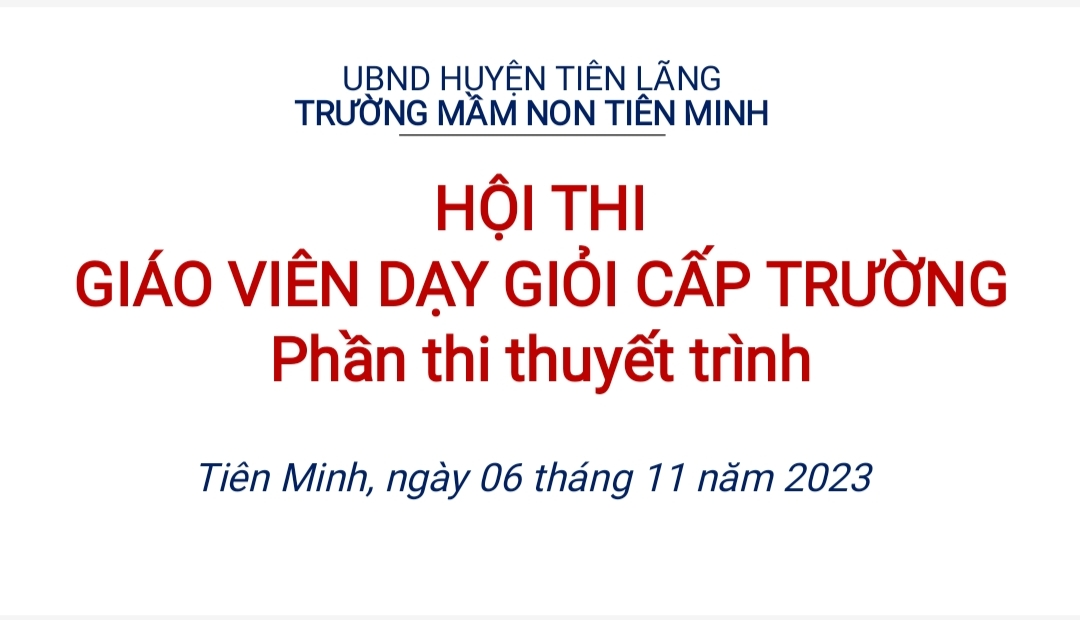 UBND HUYỆN TIÊN LÃNG
TRƯỜNG MẦM NON TIÊN MINH
HỘI THI
GIÁO VIÊN DẠY GIỎI CẤP TRƯỜNG
Phần thi thuyết trình
Tiên Minh, ngày 06 tháng 11 năm 2023